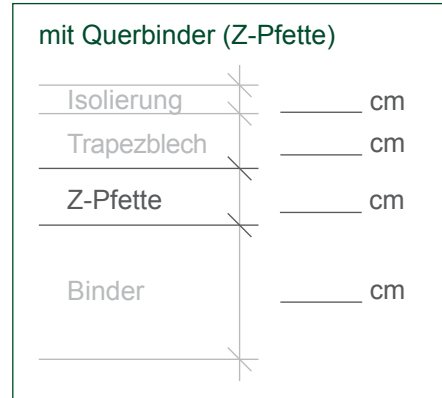 mit Querbinder (Z-Pfette)
Isolierung ______ cm
Trapezblech ______ cm
Z-Pfette ______ cm
Binder ______ cm